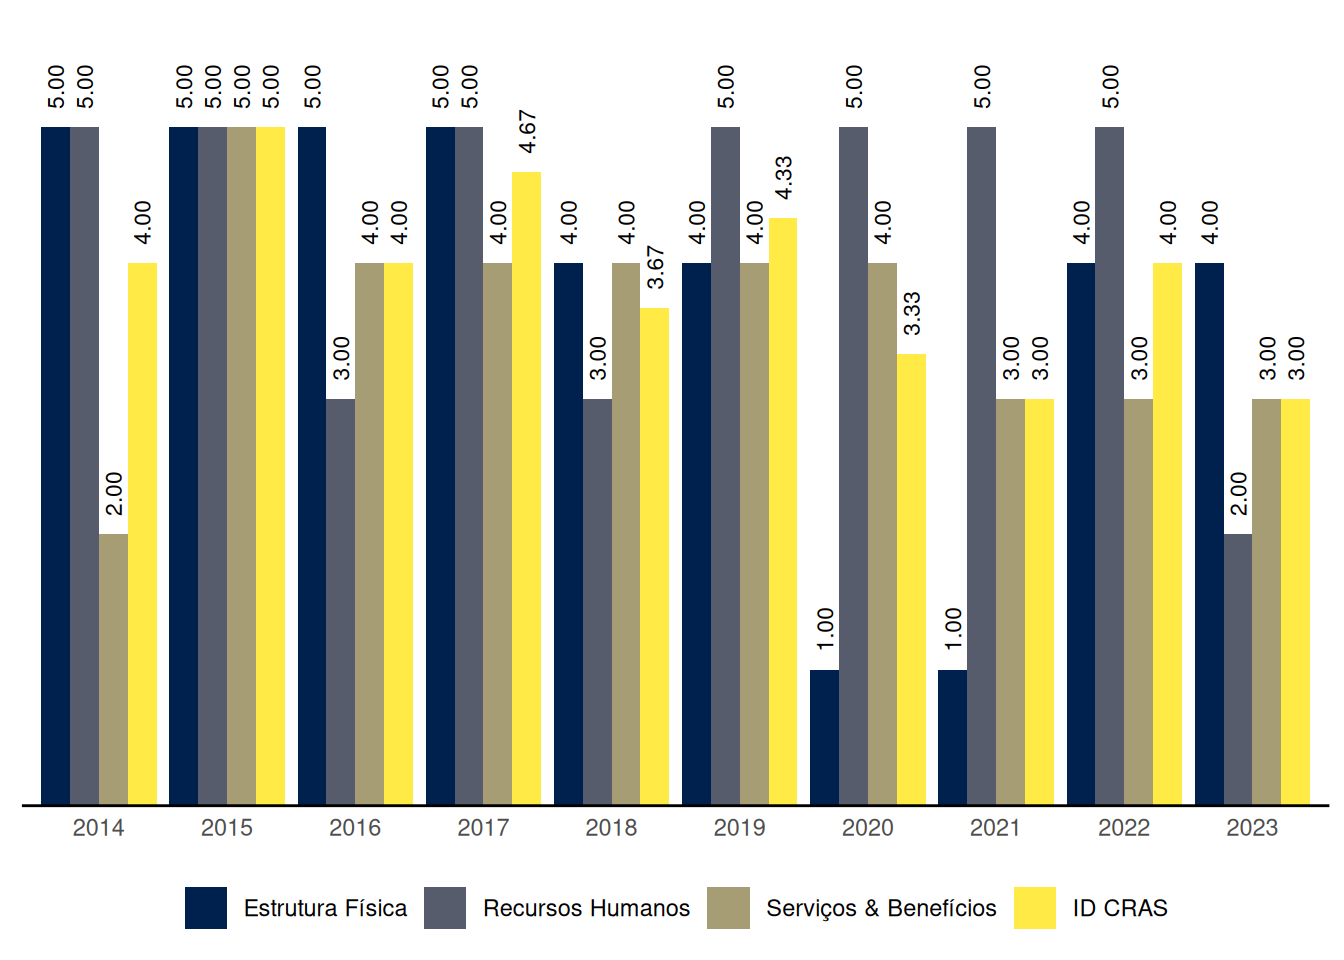 5.00 5.00 2.00 4.00
5.00 5.00 5.00 5.00
5.00 3.00 4.00 4.00
5.00 5.00 4.00 4.67
4.00 3.00 4.00 3.67
4.00 5.00 4.00 4.33
1.00 5.00 4.00 3.33
1.00 5.00 3.00 3.00
4.00 5.00 3.00 4.00
4.00 2.00 3.00 3.00
2014 2015 2016 2017 2018 2019 2020 2021 2022 2023
Estrutura Física Recursos Humanos Serviços & Benefícios ID CRAS